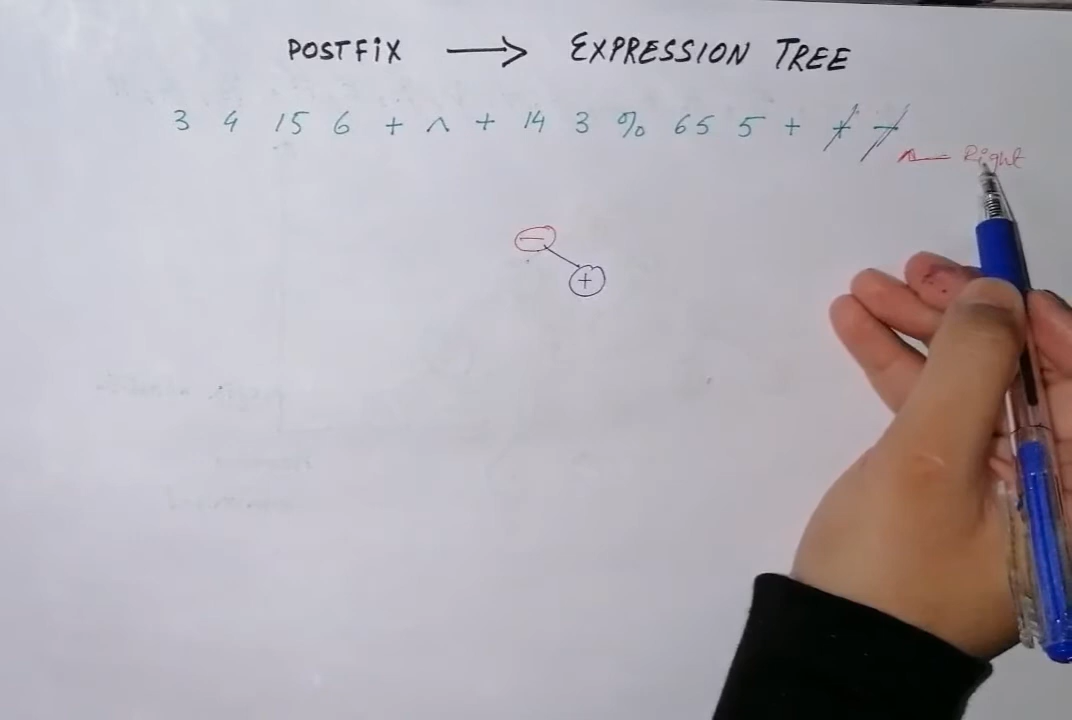 POSTFIX → EXPRESSION TREE
3 4 15 6 + ^ + 14 3 % 65 5 + + -
← Right
-
+